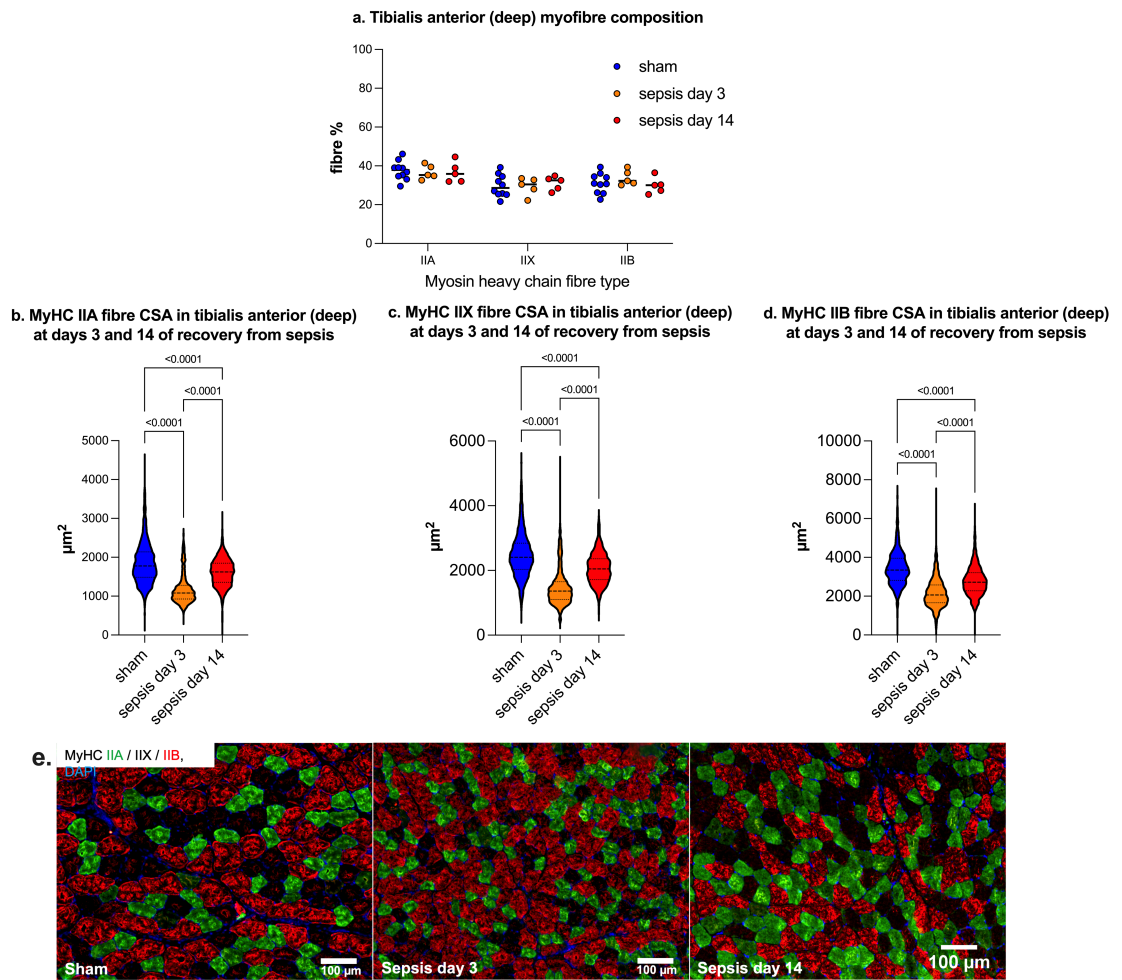 a. Tibialis anterior (deep) myofibre composition
100
80
60
40
20
0
fibre %
sham
sepsis day 3
sepsis day 14
IIA
IIX
IIB
Myosin heavy chain fibre type
b. MyHC IIA fibre CSA in tibialis anterior (deep)
at days 3 and 14 of recovery from sepsis
<0.0001
<0.0001
<0.0001
5000
4000
3000
2000
1000
0
µm²
sham
sepsis day 3
sepsis day 14
c. MyHC IIX fibre CSA in tibialis anterior (deep)
at days 3 and 14 of recovery from sepsis
<0.0001
<0.0001
<0.0001
6000
4000
2000
0
µm²
sham
sepsis day 3
sepsis day 14
d. MyHC IIB fibre CSA in tibialis anterior (deep)
at days 3 and 14 of recovery from sepsis
<0.0001
<0.0001
<0.0001
10000
8000
6000
4000
2000
0
µm²
sham
sepsis day 3
sepsis day 14
e.
MyHC IIA / IIX / IIB,
DAPI
Sham
100 µm
Sepsis day 3
100 µm
Sepsis day 14
100 µm